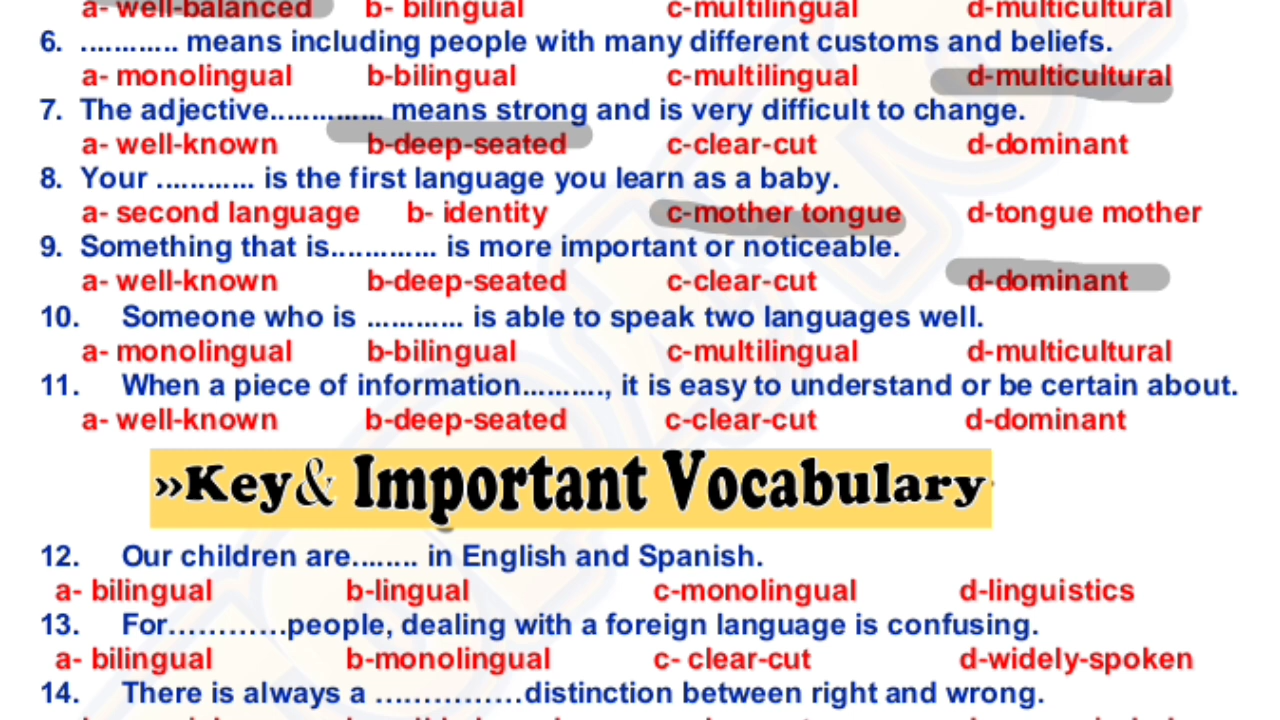 a- well-balanced b- bilingual c-multilingual d-multicultural
6. ............ means including people with many different customs and beliefs.
a- monolingual b-bilingual c-multilingual d-multicultural
7. The adjective.............. means strong and is very difficult to change.
a- well-known b-deep-seated c-clear-cut d-dominant
8. Your ............ is the first language you learn as a baby.
a- second language b- identity c-mother tongue d-tongue mother
9. Something that is............. is more important or noticeable.
a- well-known b-deep-seated c-clear-cut d-dominant
10. Someone who is ............ is able to speak two languages well.
a- monolingual b-bilingual c-multilingual d-multicultural
11. When a piece of information.........., it is easy to understand or be certain about.
a- well-known b-deep-seated c-clear-cut d-dominant
»Key& Important Vocabulary
12. Our children are........ in English and Spanish.
a- bilingual b-lingual c-monolingual d-linguistics
13. For............people, dealing with a foreign language is confusing.
a- bilingual b-monolingual c- clear-cut d-widely-spoken
14. There is always a ...............distinction between right and wrong.